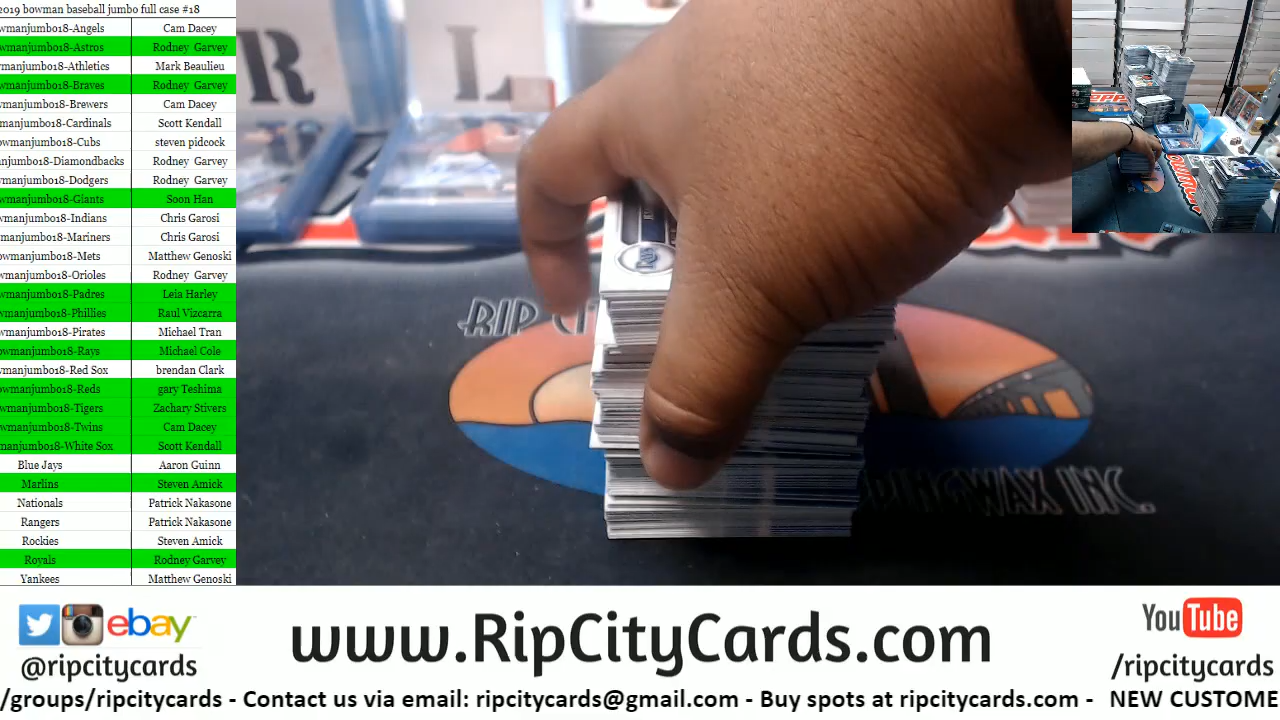 2019 bowman baseball jumbo full case #18
wmanjumbo18-Angels Cam Dacey
wmanjumbo18-Astros Rodney Garvey
wmanjumbo18-Athletics Mark Beaulieu
wmanjumbo18-Braves Rodney Garvey
wmanjumbo18-Brewers Cam Dacey
manjumbo18-Cardinals Scott Kendall
owmanjumbo18-Cubs steven pidcock
anjumbo18-Diamondbacks Rodney Garvey
wmanjumbo18-Dodgers Rodney Garvey
wmanjumbo18-Giants Soon Han
wmanjumbo18-Indians Chris Garosi
wmanjumbo18-Mariners Chris Garosi
owmanjumbo18-Mets Matthew Genoski
wmanjumbo18-Orioles Rodney Garvey
wmanjumbo18-Padres Leia Harley
wmanjumbo18-Phillies Raul Vizcarra
wmanjumbo18-Pirates Michael Tran
owmanjumbo18-Rays Michael Cole
wmanjumbo18-Red Sox brendan Clark
owmanjumbo18-Reds gary Teshima
wmanjumbo18-Tigers Zachary Stivers
wmanjumbo18-Twins Cam Dacey
manjumbo18-White Sox Scott Kendall
Blue Jays Aaron Guinn
Marlins Steven Amick
Nationals Patrick Nakasone
Rangers Patrick Nakasone
Rockies Steven Amick
Royals Rodney Garvey
Yankees Matthew Genoski
R L
RIP CI
PINGWAX INC.
ebay
@ripcitycards
www.RipCityCards.com
YouTube
/ripcitycards
/groups/ripcitycards - Contact us via email: ripcitycards@gmail.com - Buy spots at ripcitycards.com - NEW CUSTOME